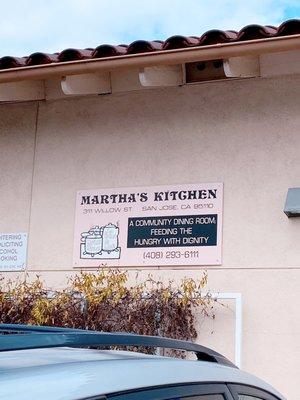 MARTHA'S KITCHEN
311 WILLOW ST. SAN JOSE, CA 95110
A COMMUNITY DINING ROOM:
FEEDING THE
HUNGRY WITH DIGNITY
(408) 293-6111